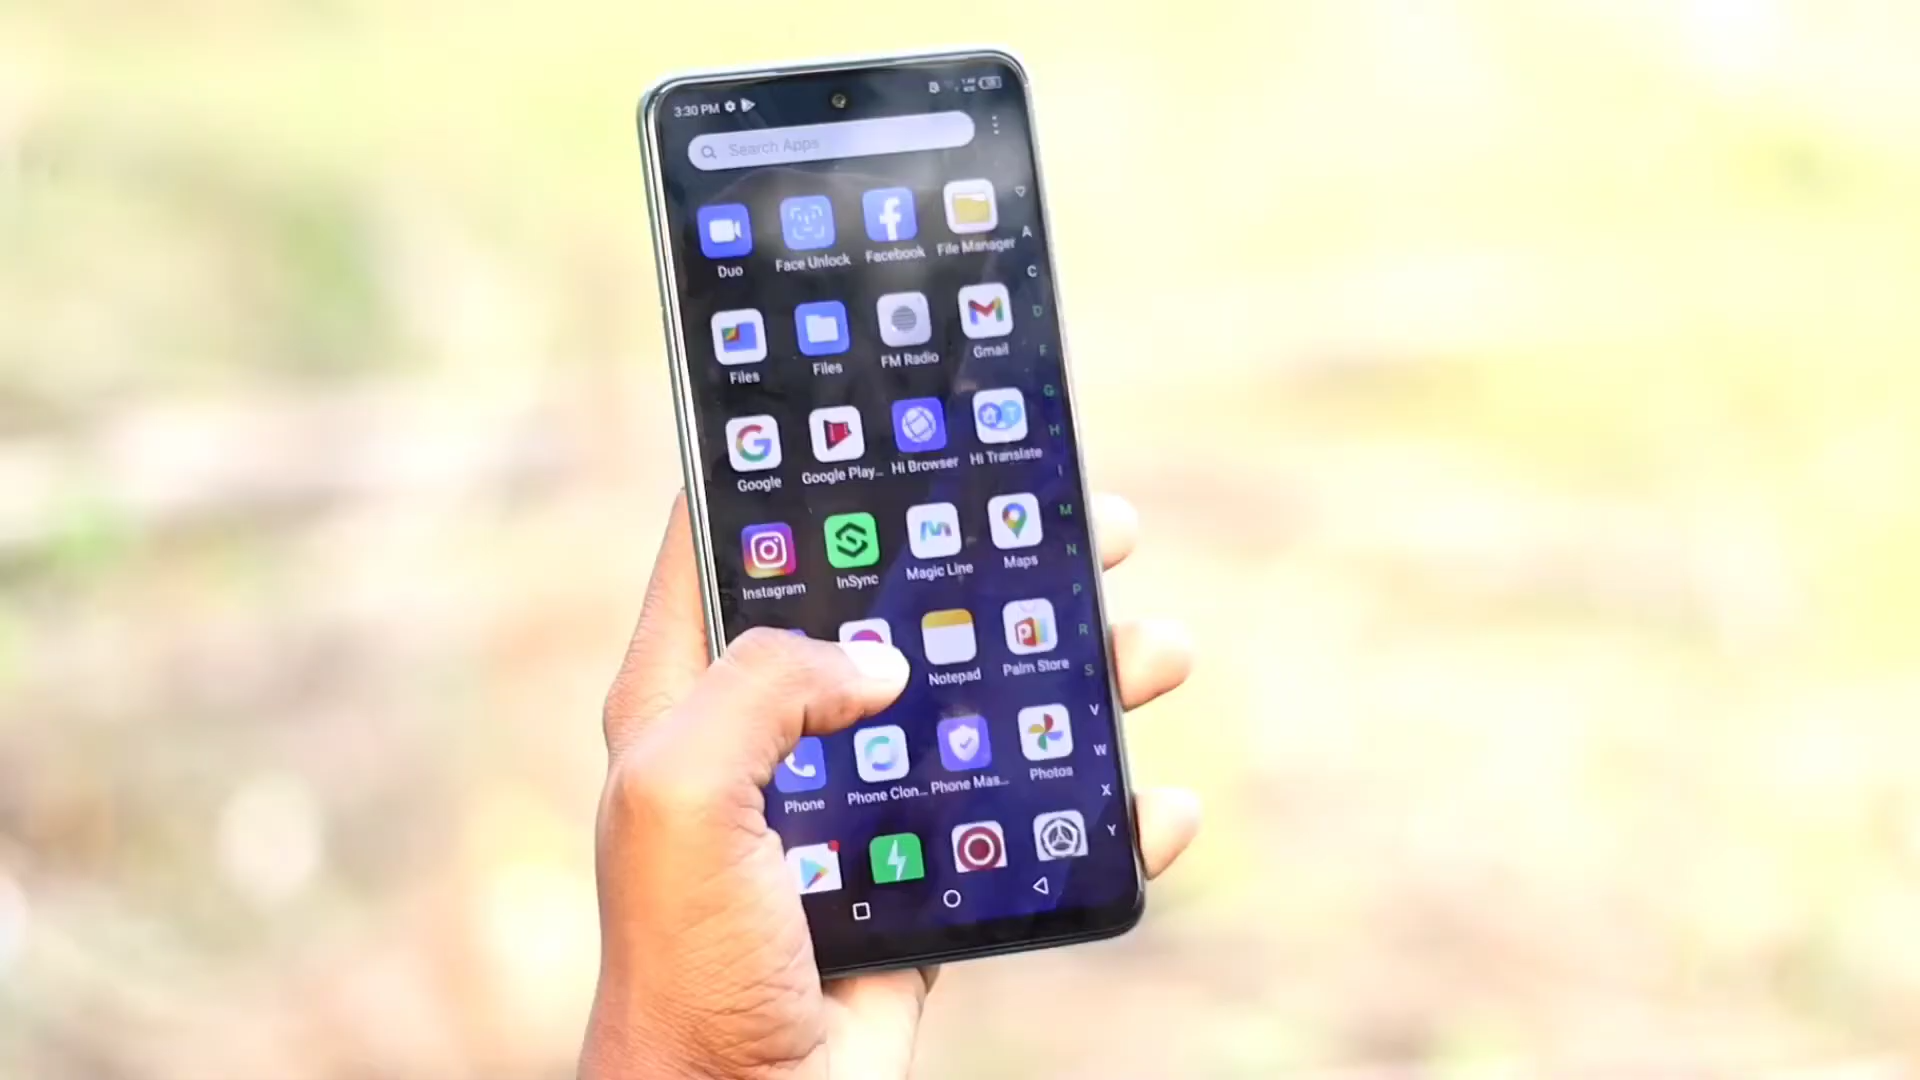 3:30 PM
Search Apps
Duo
Face Unlock
Facebook
File Manager
A
C
Files
Files
FM Radio
Gmail
D
F
G
Google
Google Play...
Hi Browser
Hi Translate
H
I
Instagram
InSync
Magic Line
Maps
M
N
P
Notepad
Palm Store
R
S
Phone
Phone Clon...
Phone Mas...
Photos
V
W
X
Y